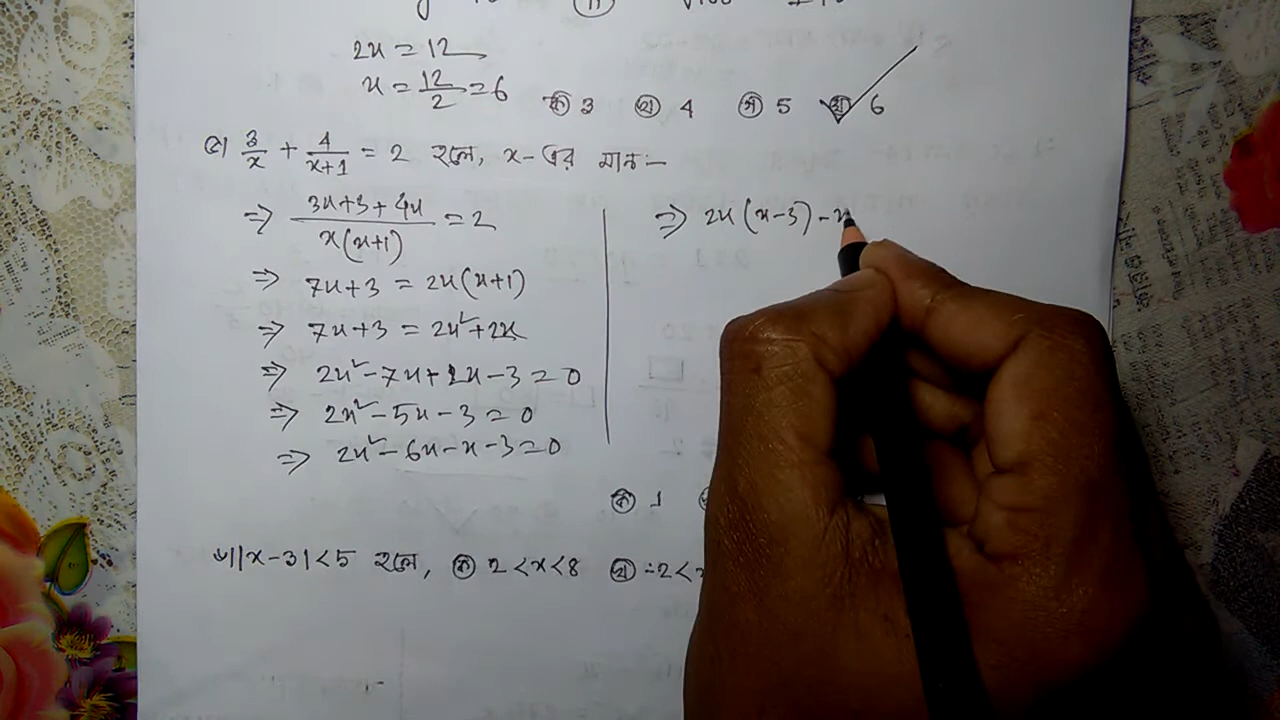 2x = 12
x = 12/2 = 6
ক 3 খ 4 গ 5 ঘ 6
৫। 3/x + 4/x+1 = 2 হলে, x-এর মান:-
⇒ 3x+3+4x / x(x+1) = 2
⇒ 7x+3 = 2x(x+1)
⇒ 7x+3 = 2x²+2x
⇒ 2x²-7x+2x-3=0
⇒ 2x²-5x-3=0
⇒ 2x²-6x-x-3=0
⇒ 2x(x-3)-x
ক 1
৬। |x-3|<5 হলে, ক 2<x<8 খ -2<